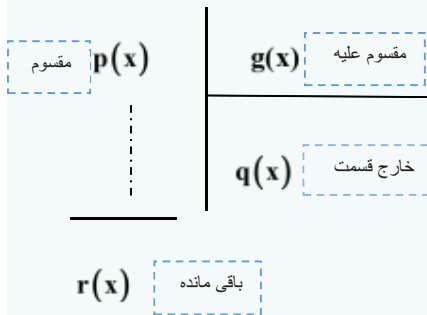 مقسوم p(x) g(x) مقسوم علیه
q(x) خارج قسمت
r(x) باقی مانده